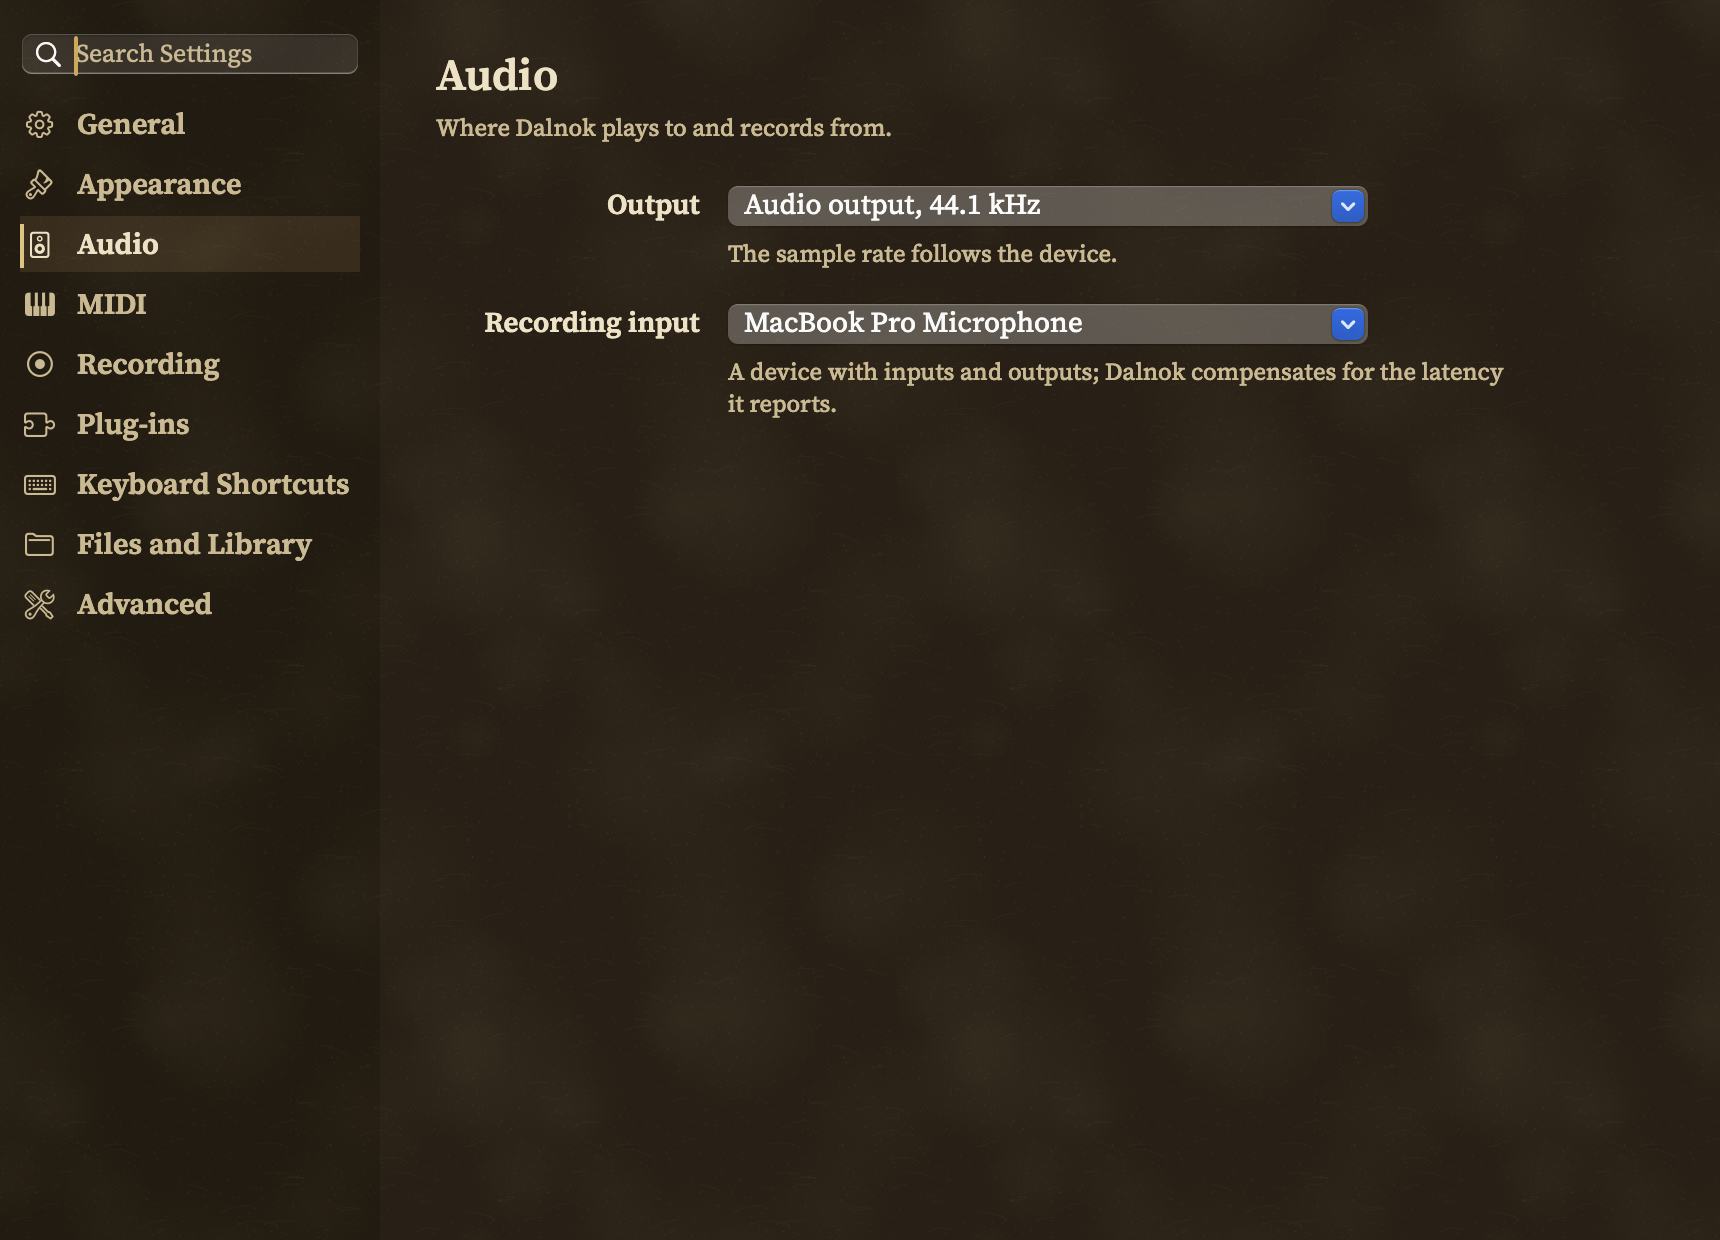 Search Settings
General
Appearance
Audio
MIDI
Recording
Plug-ins
Keyboard Shortcuts
Files and Library
Advanced
Audio
Where Dalnok plays to and records from.
Output
Audio output, 44.1 kHz
The sample rate follows the device.
Recording input
MacBook Pro Microphone
A device with inputs and outputs; Dalnok compensates for the latency
it reports.